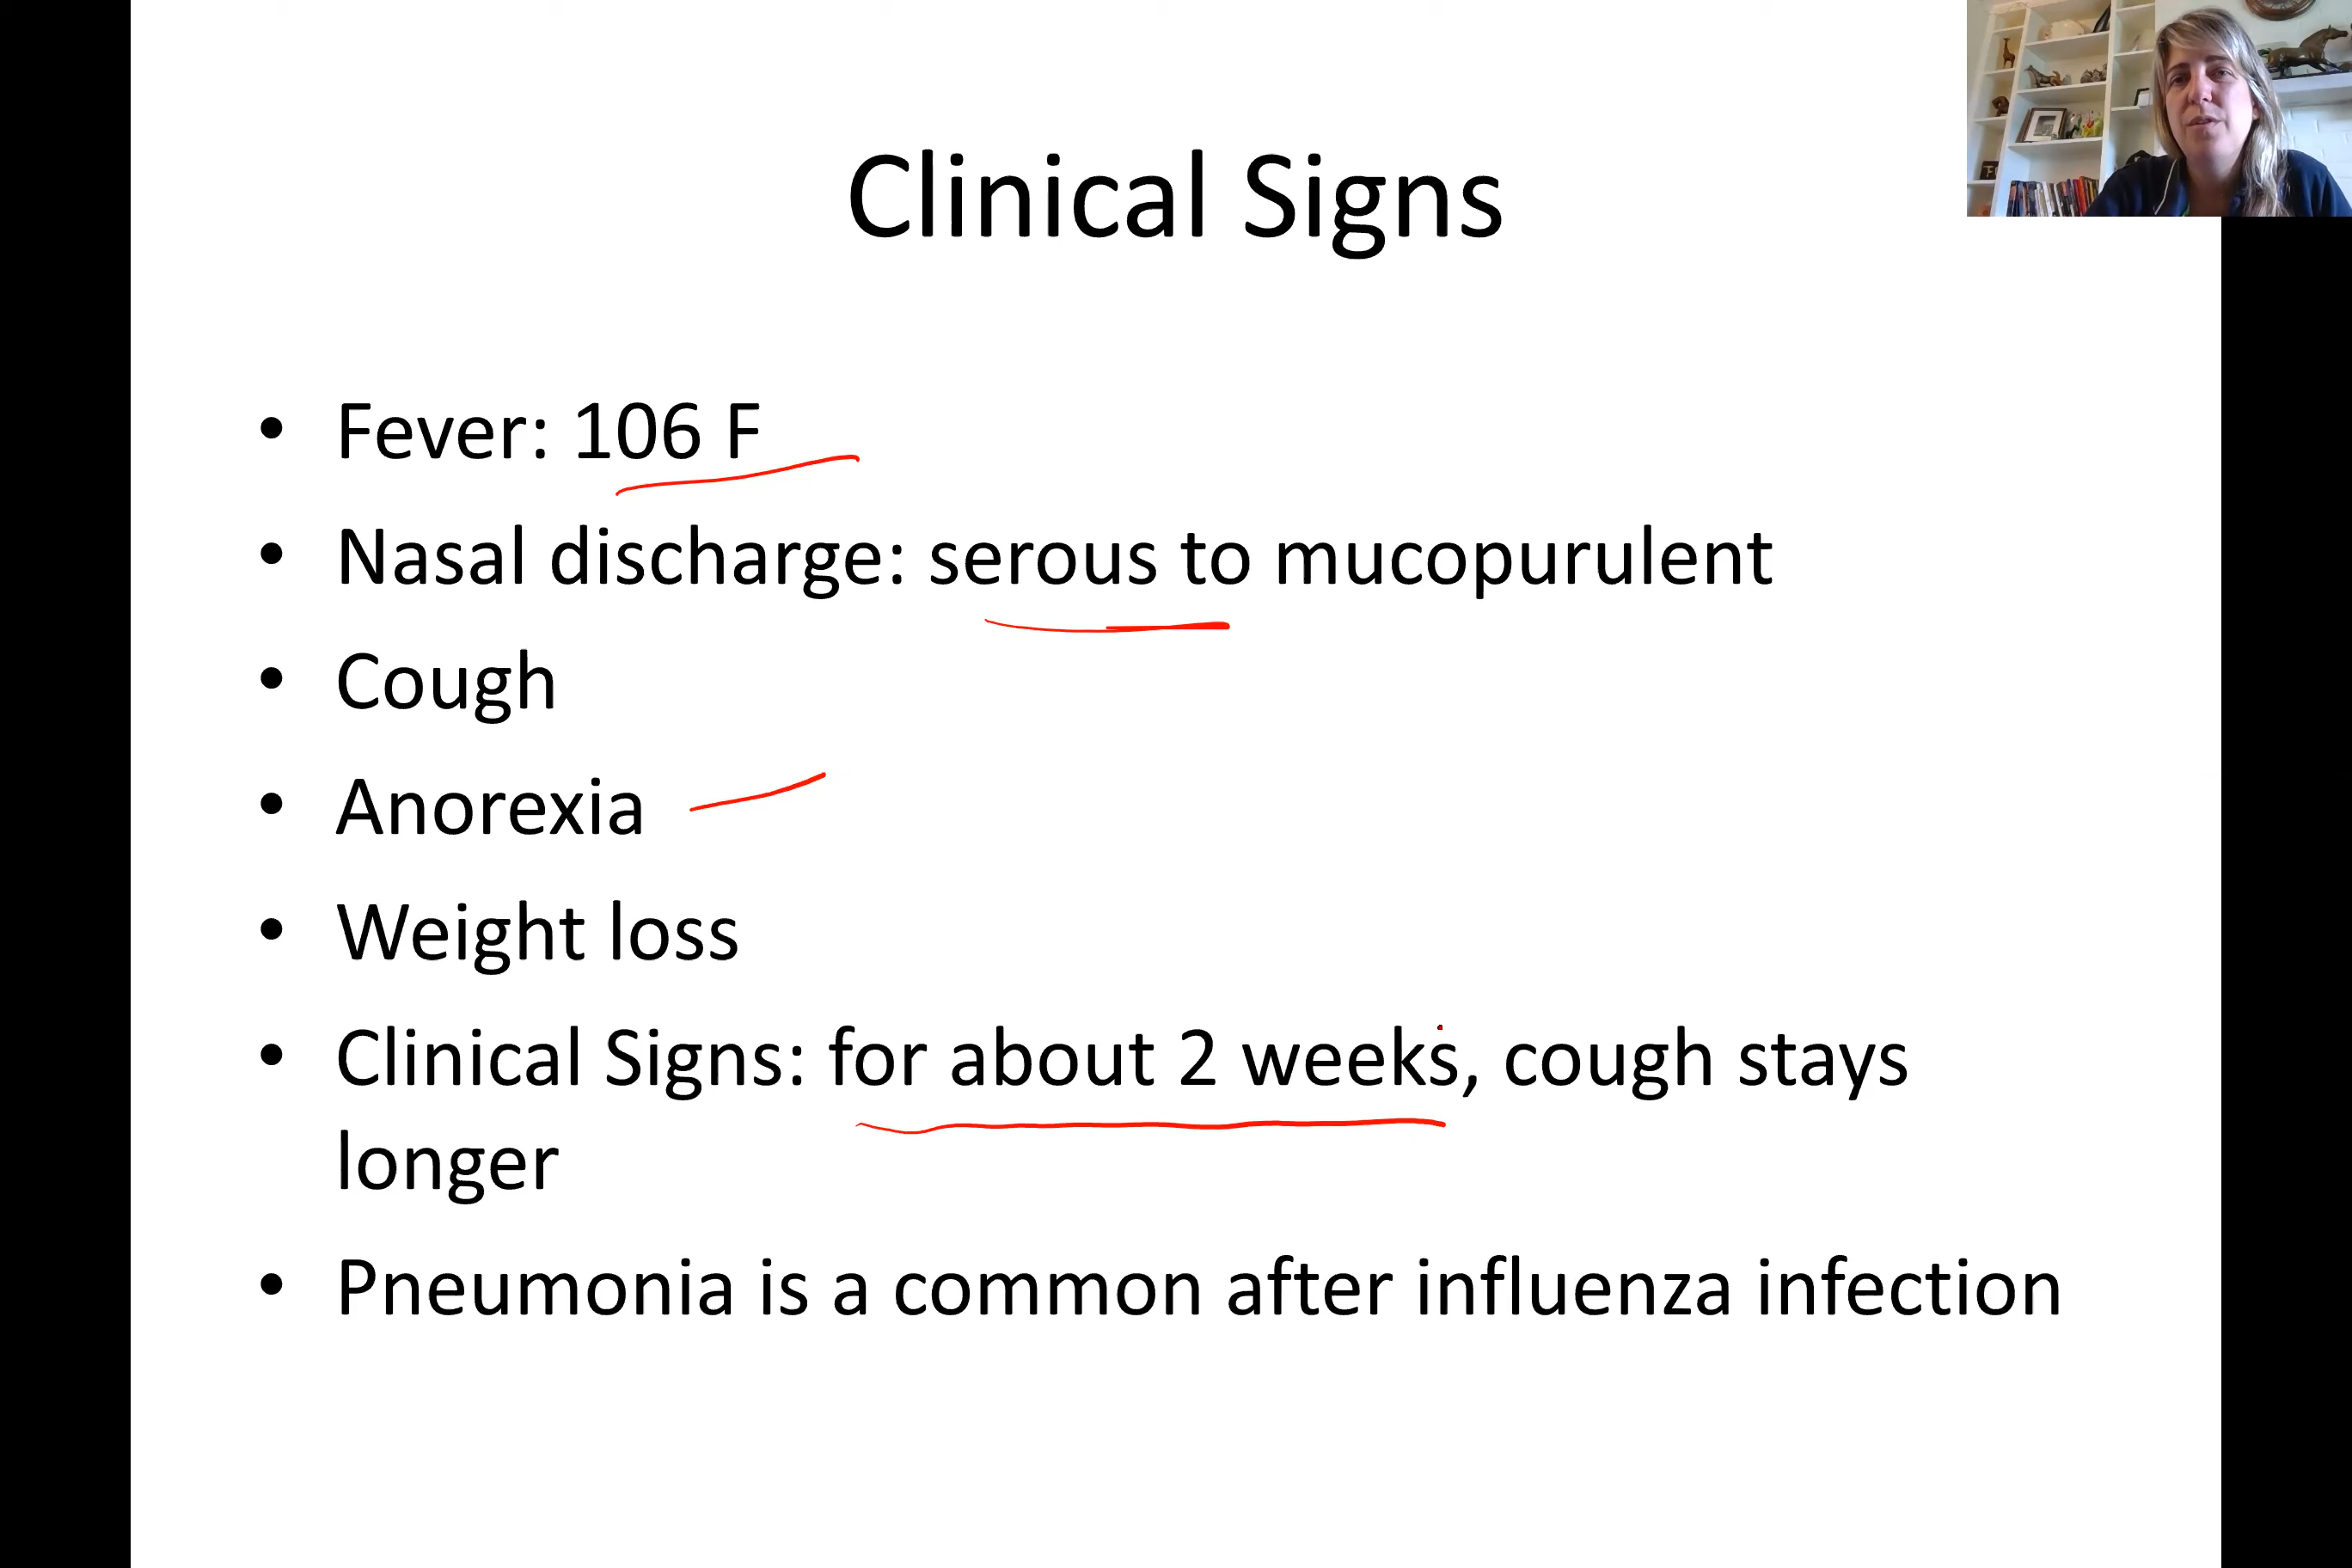 Clinical Signs
• Fever: 106 F
• Nasal discharge: serous to mucopurulent
• Cough
• Anorexia
• Weight loss
• Clinical Signs: for about 2 weeks, cough stays
longer
• Pneumonia is a common after influenza infection